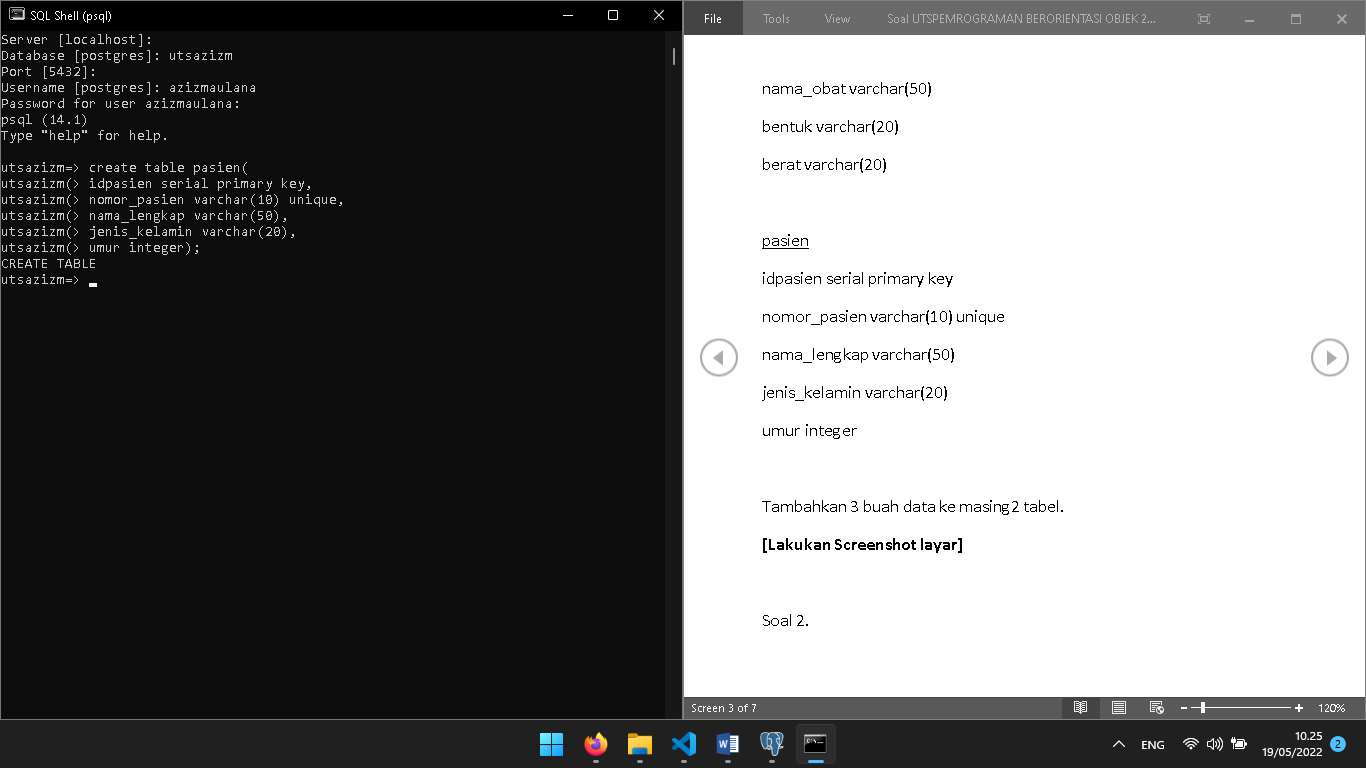 SQL Shell (psql)
Server [localhost]:
Database [postgres]: utsazizm
Port [5432]:
Username [postgres]: azizmaulana
Password for user azizmaulana:
psql (14.1)
Type "help" for help.
utsazizm=> create table pasien(
utsazizm(> idpasien serial primary key,
utsazizm(> nomor_pasien varchar(10) unique,
utsazizm(> nama_lengkap varchar(50),
utsazizm(> jenis_kelamin varchar(20),
utsazizm(> umur integer);
CREATE TABLE
utsazizm=>
File Tools View Soal UTSPEMROGRAMAN BERORIENTASI OBJEK 2...
nama_obat varchar(50)
bentuk varchar(20)
berat varchar(20)
pasien
idpasien serial primary key
nomor_pasien varchar(10) unique
nama_lengkap varchar(50)
jenis_kelamin varchar(20)
umur integer
Tambahkan 3 buah data ke masing2 tabel.
[Lakukan Screenshot layar]
Soal 2.
Screen 3 of 7 120%
ENG 10.25
19/05/2022 2